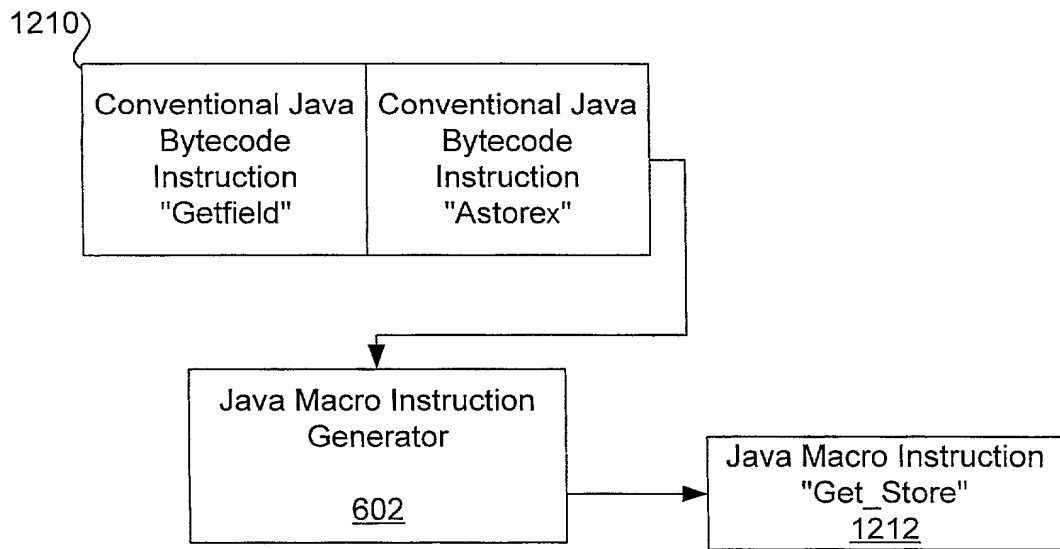 1210
Conventional Java
Bytecode
Instruction
"Getfield"
Conventional Java
Bytecode
Instruction
"Astorex"
Java Macro Instruction
Generator
602
Java Macro Instruction
"Get_Store"
1212